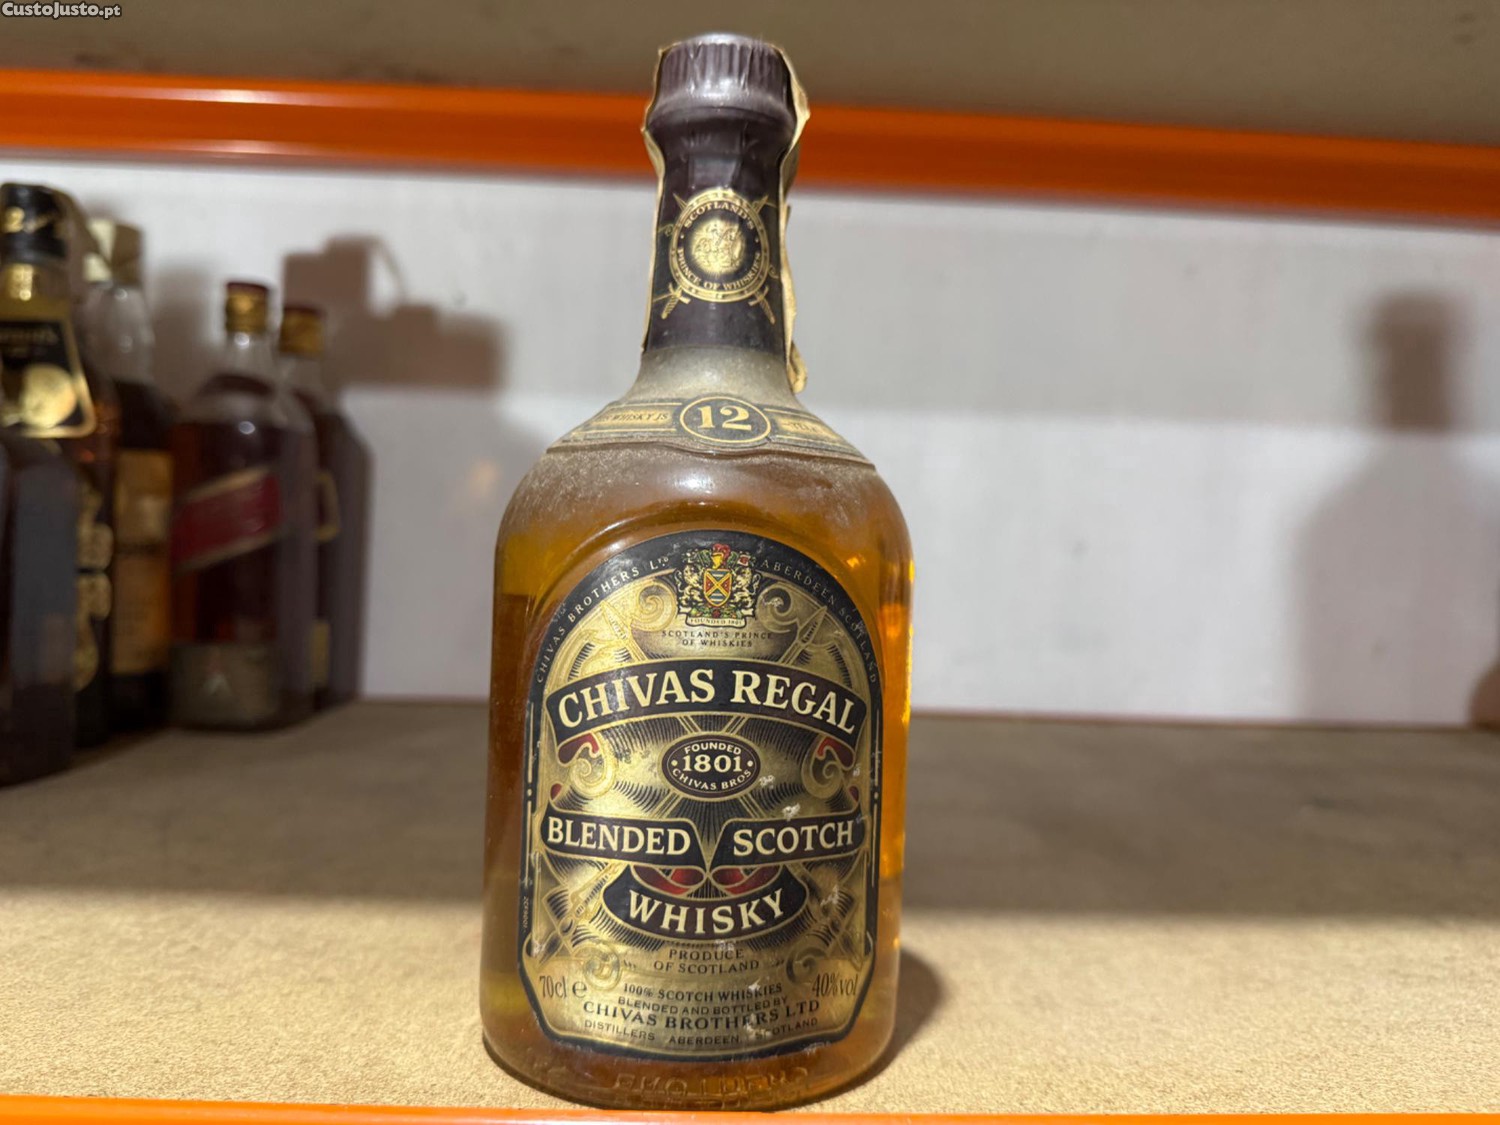 CustoJusto.pt
SCOTLAND'S
PRINCE OF WHISKIES
WHISKY IS
12
CHIVAS BROTHERS LTD ABERDEEN, SCOTLAND
FOUNDED 1801
SCOTLAND'S PRINCE
OF WHISKIES
CHIVAS REGAL
FOUNDED
1801
CHIVAS BROS
BLENDED SCOTCH
WHISKY
PRODUCE
OF SCOTLAND
70cl e 40%vol
100% SCOTCH WHISKIES
BLENDED AND BOTTLED BY
CHIVAS BROTHERS LTD
DISTILLERS ABERDEEN, SCOTLAND